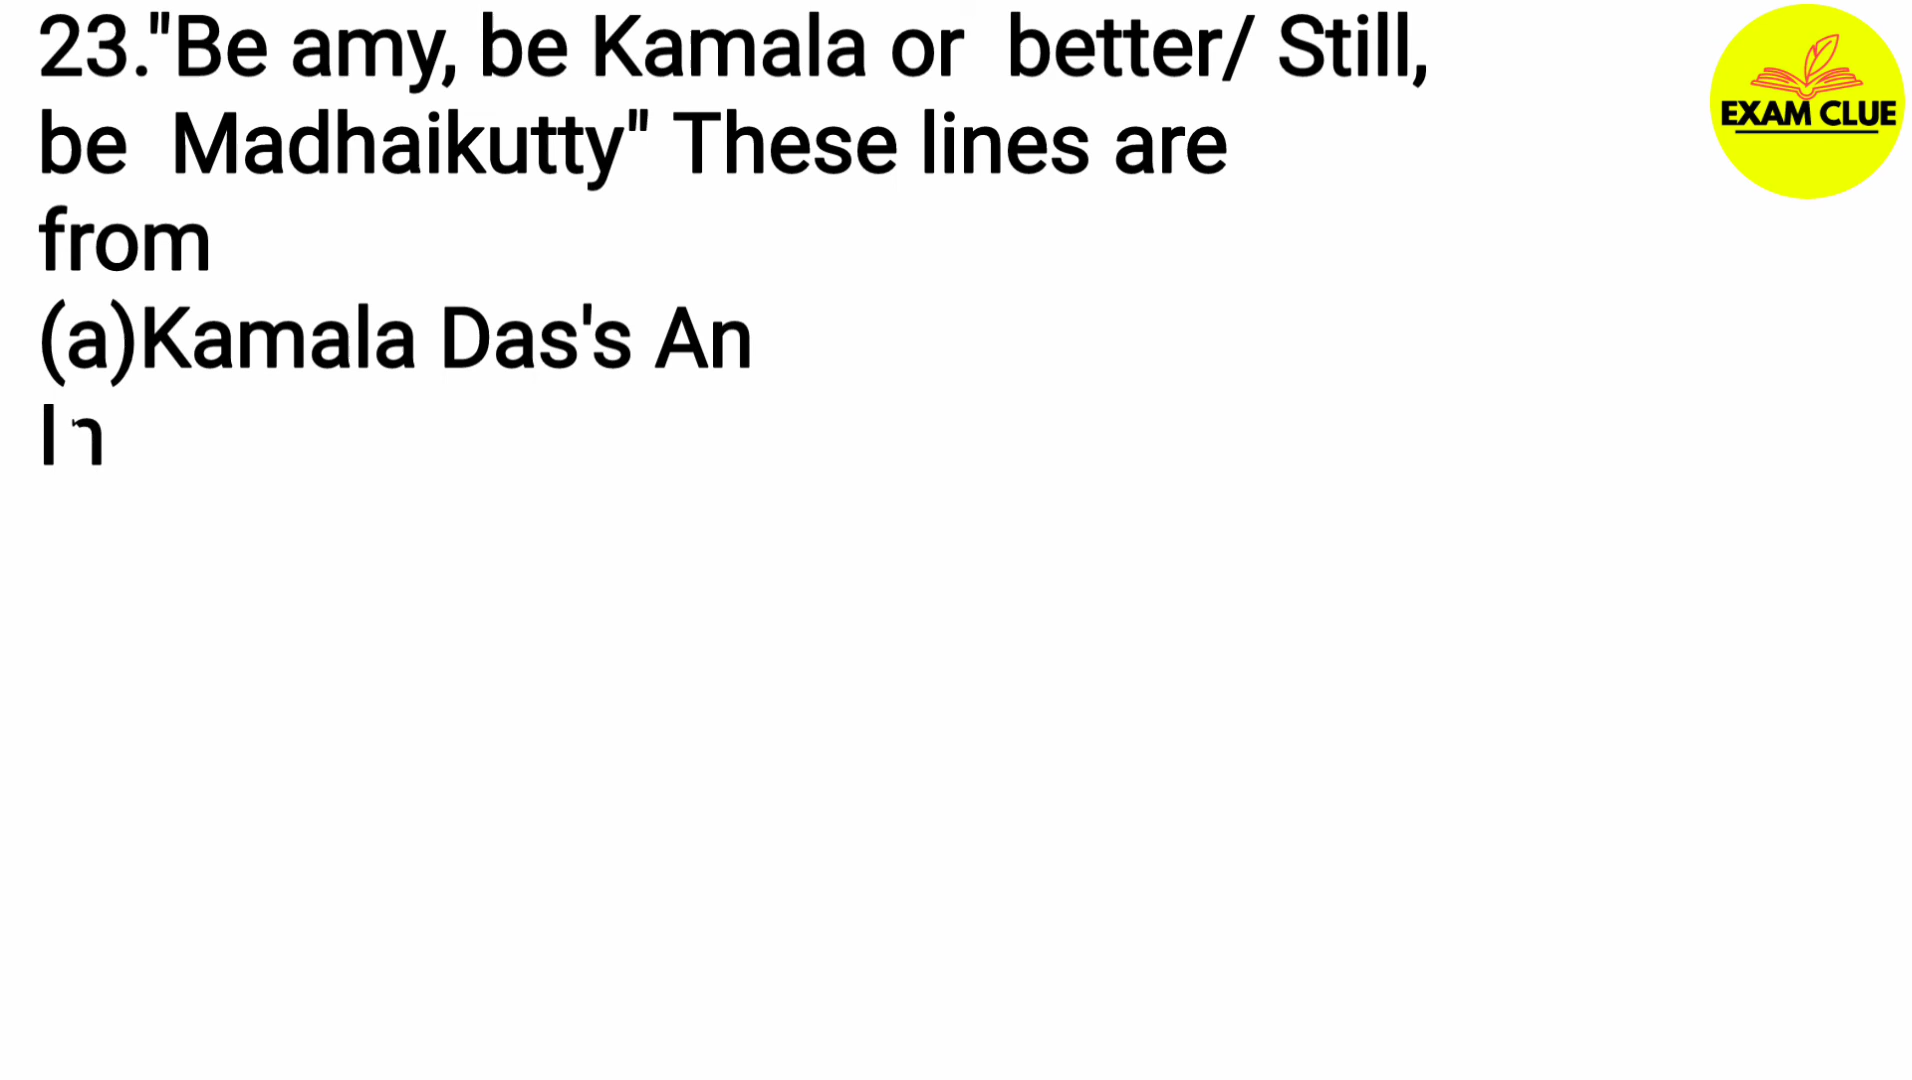 23."Be amy, be Kamala or  better/ Still,
be  Madhaikutty" These lines are
from
(a)Kamala Das's An
EXAM CLUE